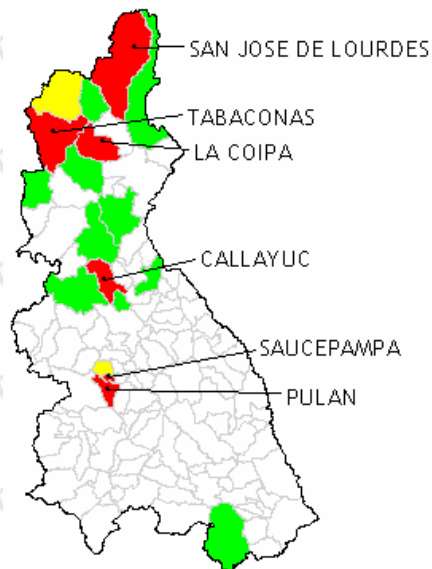 SAN JOSE DE LOURDES
TABACONAS
LA COIPA
CALLAYUC
SAUCEPAMPA
PULAN